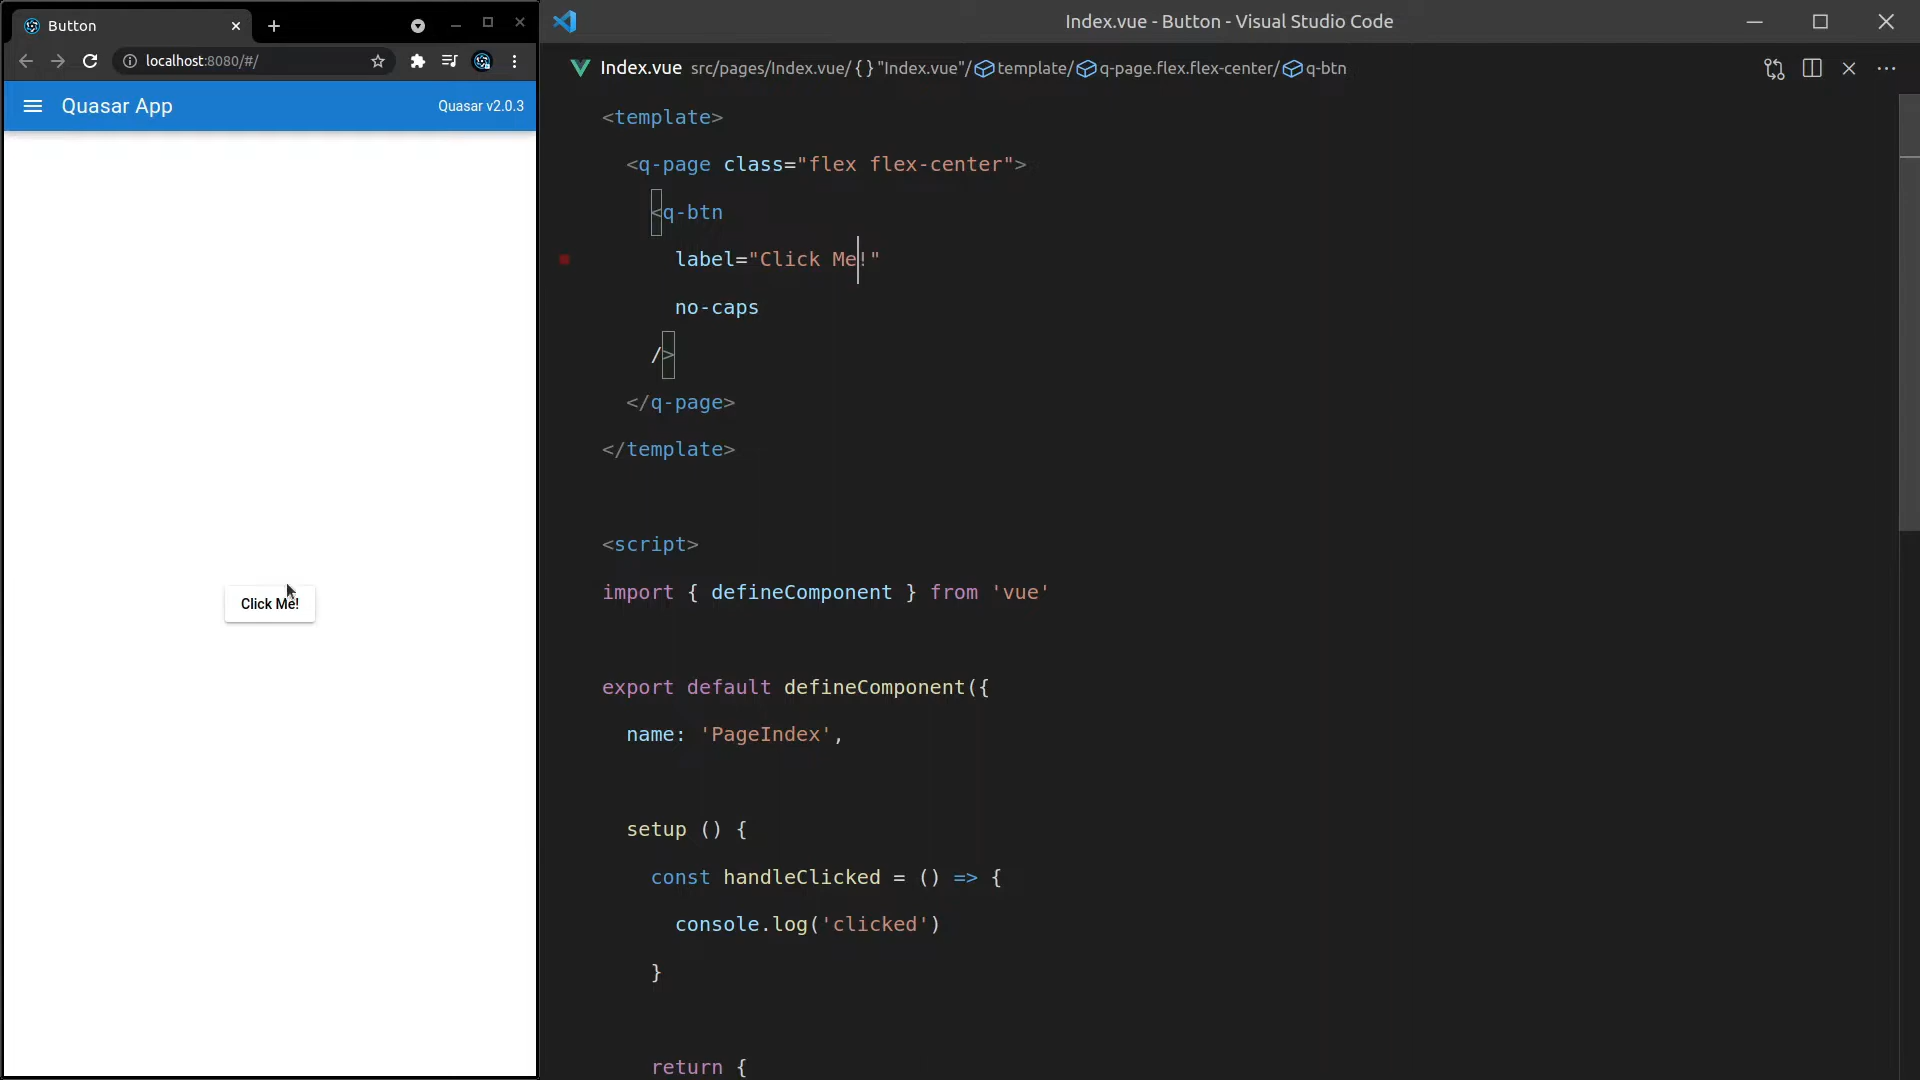 Button
localhost:8080/#/
Quasar App
Quasar v2.0.3
Click Me!
Index.vue - Button - Visual Studio Code
Index.vue src/pages/Index.vue/ {} "Index.vue"/ template/ q-page.flex.flex-center/ q-btn
<template>
<q-page class="flex flex-center">
<q-btn
label="Click Me!"
no-caps
/>
</q-page>
</template>
<script>
import { defineComponent } from 'vue'
export default defineComponent({
name: 'PageIndex',
setup () {
const handleClicked = () => {
console.log('clicked')
}
return {